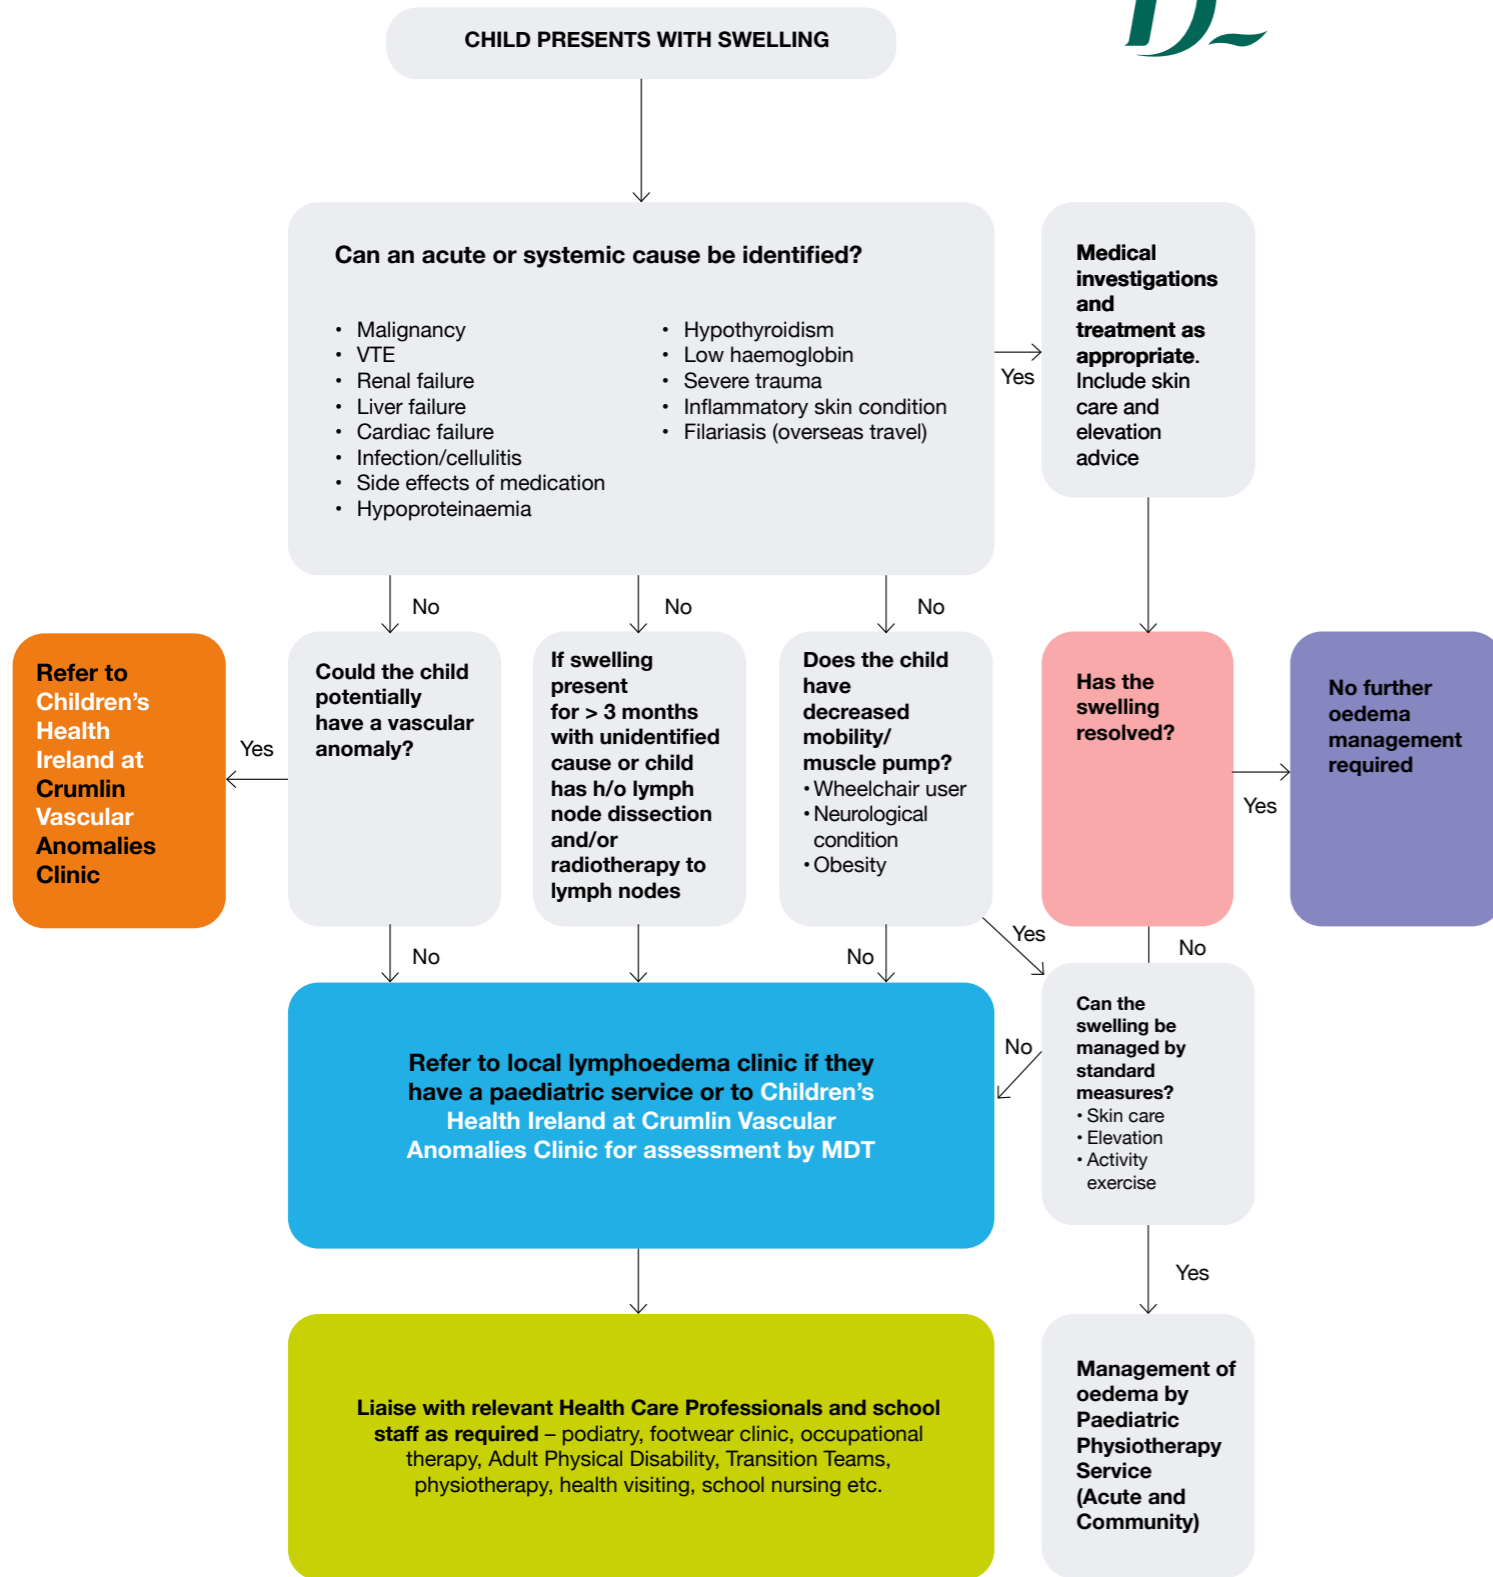 CHILD PRESENTS WITH SWELLING
Can an acute or systemic cause be identified?
• Malignancy
• VTE
• Renal failure
• Liver failure
• Cardiac failure
• Infection/cellulitis
• Side effects of medication
• Hypoproteinaemia
• Hypothyroidism
• Low haemoglobin
• Severe trauma
• Inflammatory skin condition
• Filariasis (overseas travel)
Yes
Medical
investigations
and
treatment as
appropriate.
Include skin
care and
elevation
advice
No
No
No
Refer to
Children’s
Health
Ireland at
Crumlin
Vascular
Anomalies
Clinic
Yes
Could the child
potentially
have a vascular
anomaly?
If swelling
present
for > 3 months
with unidentified
cause or child
has h/o lymph
node dissection
and/or
radiotherapy to
lymph nodes
Does the child
have
decreased
mobility/
muscle pump?
• Wheelchair user
• Neurological
condition
• Obesity
Has the
swelling
resolved?
Yes
No further
oedema
management
required
No
No
Yes
No
Refer to local lymphoedema clinic if they
have a paediatric service or to Children’s
Health Ireland at Crumlin Vascular
Anomalies Clinic for assessment by MDT
No
Can the
swelling be
managed by
standard
measures?
• Skin care
• Elevation
• Activity
exercise
Yes
Liaise with relevant Health Care Professionals and school
staff as required – podiatry, footwear clinic, occupational
therapy, Adult Physical Disability, Transition Teams,
physiotherapy, health visiting, school nursing etc.
Management of
oedema by
Paediatric
Physiotherapy
Service
(Acute and
Community)